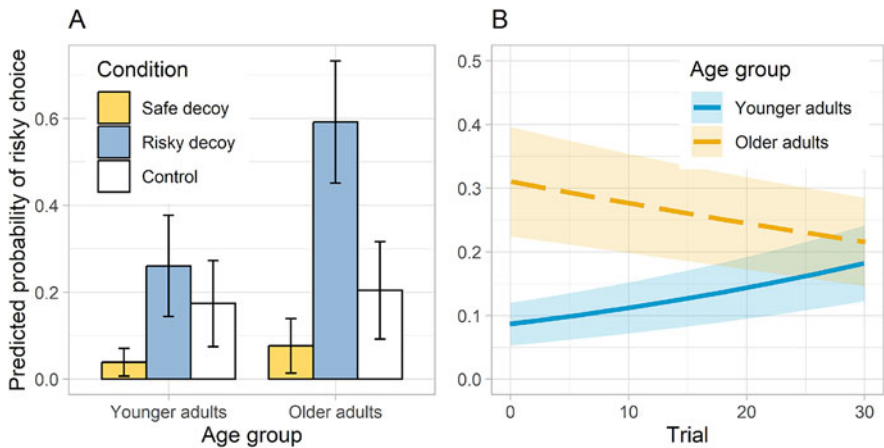 A
Predicted probability of risky choice
0.6
0.4
0.2
0.0
Condition
Safe decoy
Risky decoy
Control
Younger adults
Older adults
Age group
B
0.5
0.4
0.3
0.2
0.1
0.0
Age group
Younger adults
Older adults
0
10
20
30
Trial